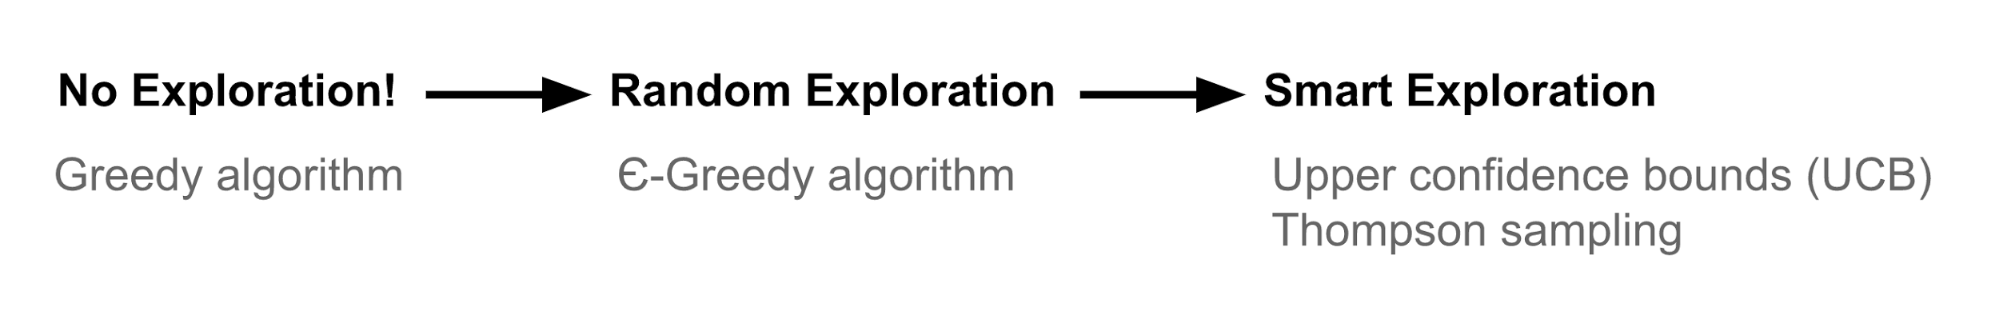 No Exploration!
Random Exploration
Smart Exploration
Greedy algorithm
Є-Greedy algorithm
Upper confidence bounds (UCB)
Thompson sampling